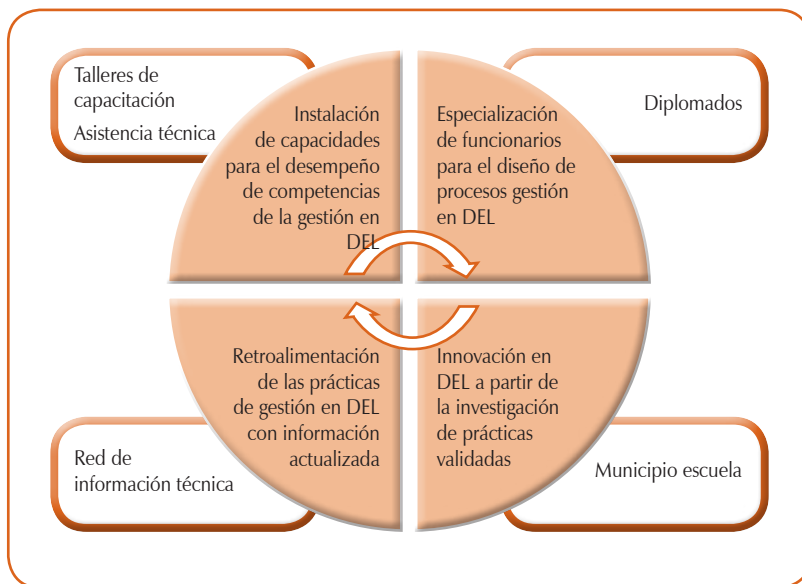 Talleres de
capacitación
Asistencia técnica
Instalación
de capacidades
para el desempeño
de competencias
de la gestión en
DEL
Especialización
de funcionarios
para el diseño de
procesos gestión
en DEL
Diplomados
Retroalimentación
de las prácticas
de gestión en DEL
con información
actualizada
Innovación en
DEL a partir de
la investigación
de prácticas
validadas
Red de
información técnica
Municipio escuela